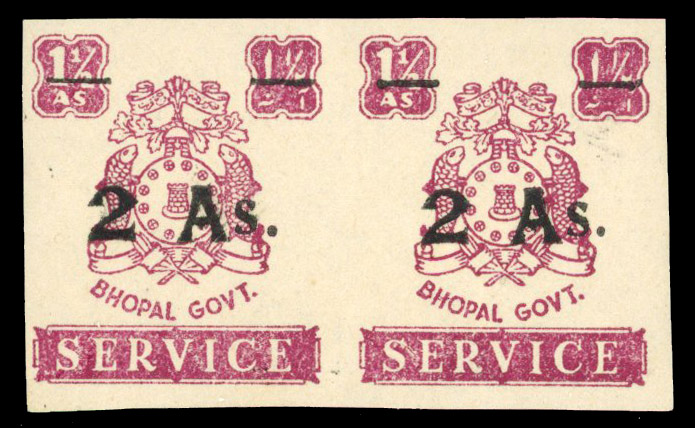 1½ 1½ 1½ 1½
AS AS
2 As. 2 As.
BHOPAL GOVT. BHOPAL GOVT.
SERVICE SERVICE